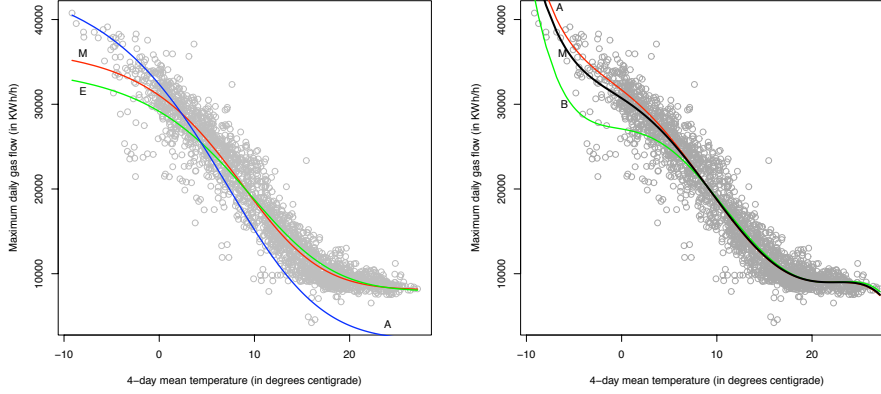 40000
30000
20000
10000
Maximum daily gas flow (in KWh/h)
M
E
A
−10
0
10
20
4−day mean temperature (in degrees centigrade)
40000
30000
20000
10000
Maximum daily gas flow (in KWh/h)
A
M
B
−10
0
10
20
4−day mean temperature (in degrees centigrade)